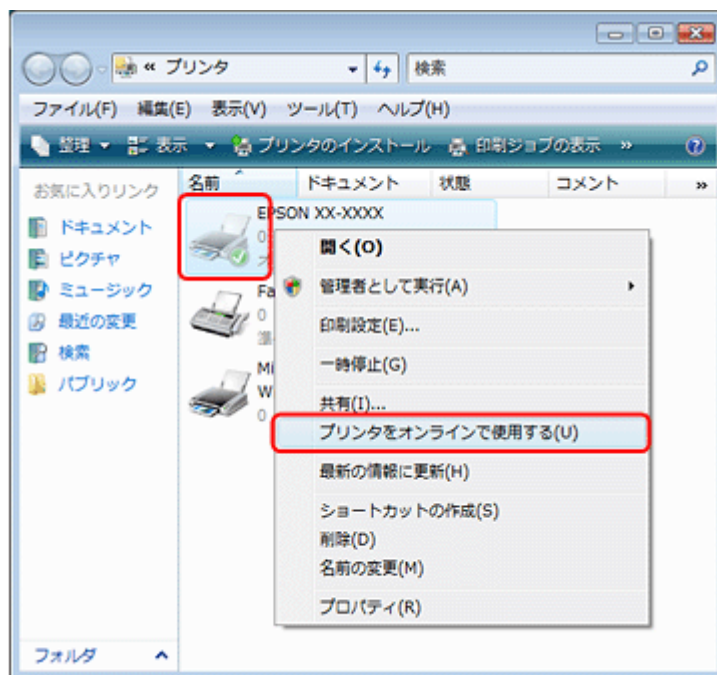 « プリンタ
検索
ファイル(F) 編集(E) 表示(V) ツール(T) ヘルプ(H)
整理 表示 プリンタのインストール 印刷ジョブの表示 »
お気に入りリンク
ドキュメント
ピクチャ
ミュージック
最近の変更
検索
パブリック
フォルダ
名前 ドキュメント 状態 コメント »
EPSON XX-XXXX
0
オ
Fa
0
準
Mi
W
0
開く(O)
管理者として実行(A)
印刷設定(E)...
一時停止(G)
共有(I)...
プリンタをオンラインで使用する(U)
最新の情報に更新(H)
ショートカットの作成(S)
削除(D)
名前の変更(M)
プロパティ(R)